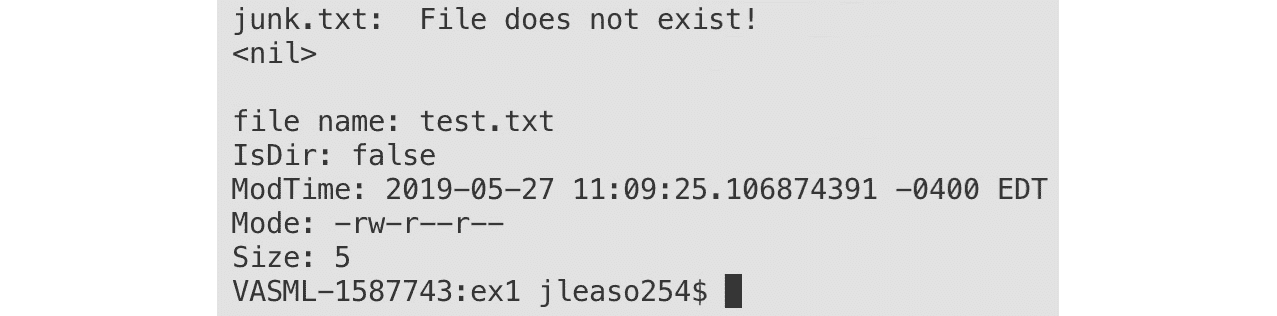 junk.txt:  File does not exist!
<nil>

file name: test.txt
IsDir: false
ModTime: 2019-05-27 11:09:25.106874391 -0400 EDT
Mode: -rw-r--r--
Size: 5
VASML-1587743:ex1 jleaso254$